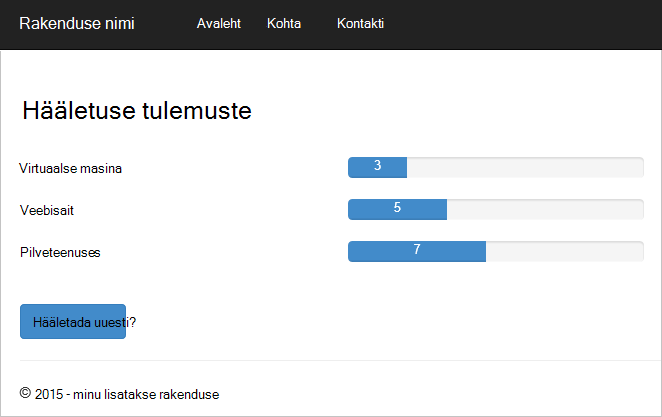 Rakenduse nimi Avaleht Kohta Kontakti
Hääletuse tulemuste
Virtuaalse masina 3
Veebisait 5
Pilveteenuses 7
Hääletada uuesti?
© 2015 - minu lisatakse rakenduse